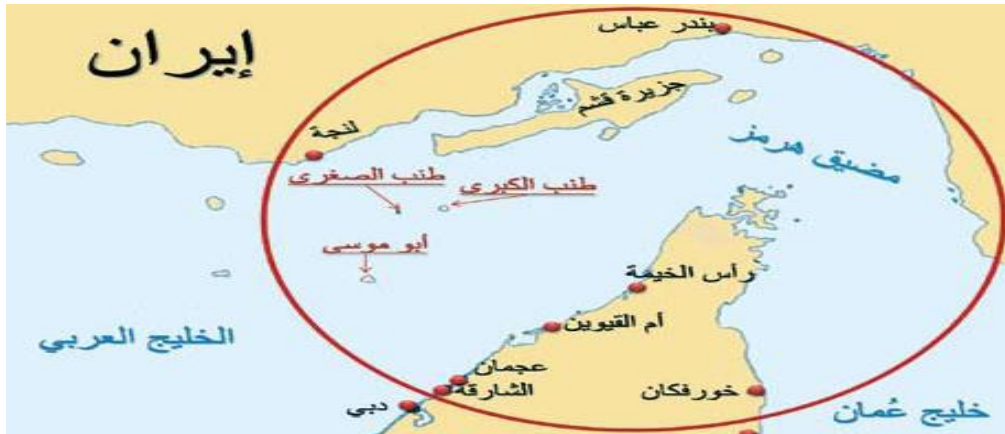 بندر عباس
إيران
جزيرة قشم
لنجة
مضيق هرمز
طنب الصغرى
طنب الكبرى
أبو موسى
رأس الخيمة
أم القيوين
الخليج العربي
عجمان
الشارقة
خورفكان
دبي
خليج عُمان